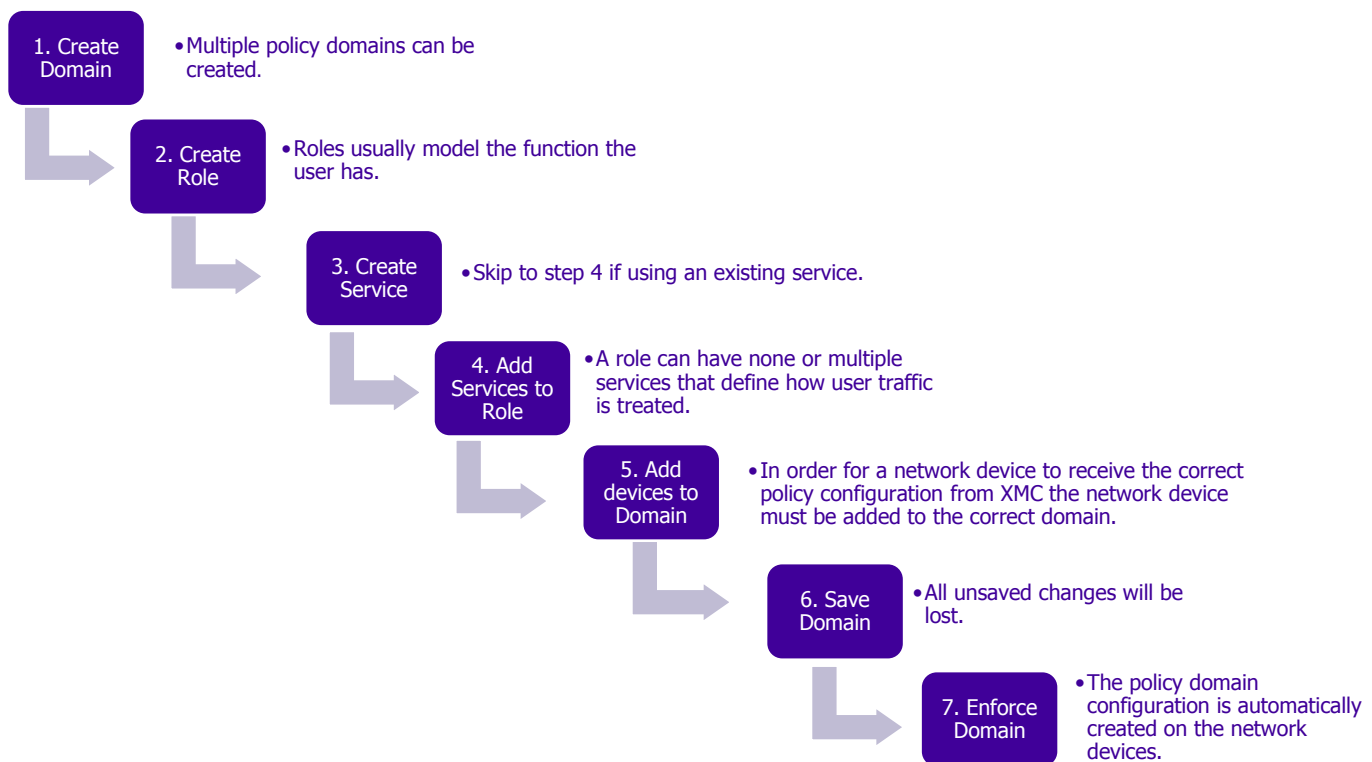 1. Create
Domain
•Multiple policy domains can be
created.
2. Create
Role
•Roles usually model the function the
user has.
3. Create
Service
•Skip to step 4 if using an existing service.
4. Add
Services to
Role
•A role can have none or multiple
services that define how user traffic
is treated.
5. Add
devices to
Domain
•In order for a network device to receive the correct
policy configuration from XMC the network device
must be added to the correct domain.
6. Save
Domain
•All unsaved changes will be
lost.
7. Enforce
Domain
•The policy domain
configuration is automatically
created on the network
devices.